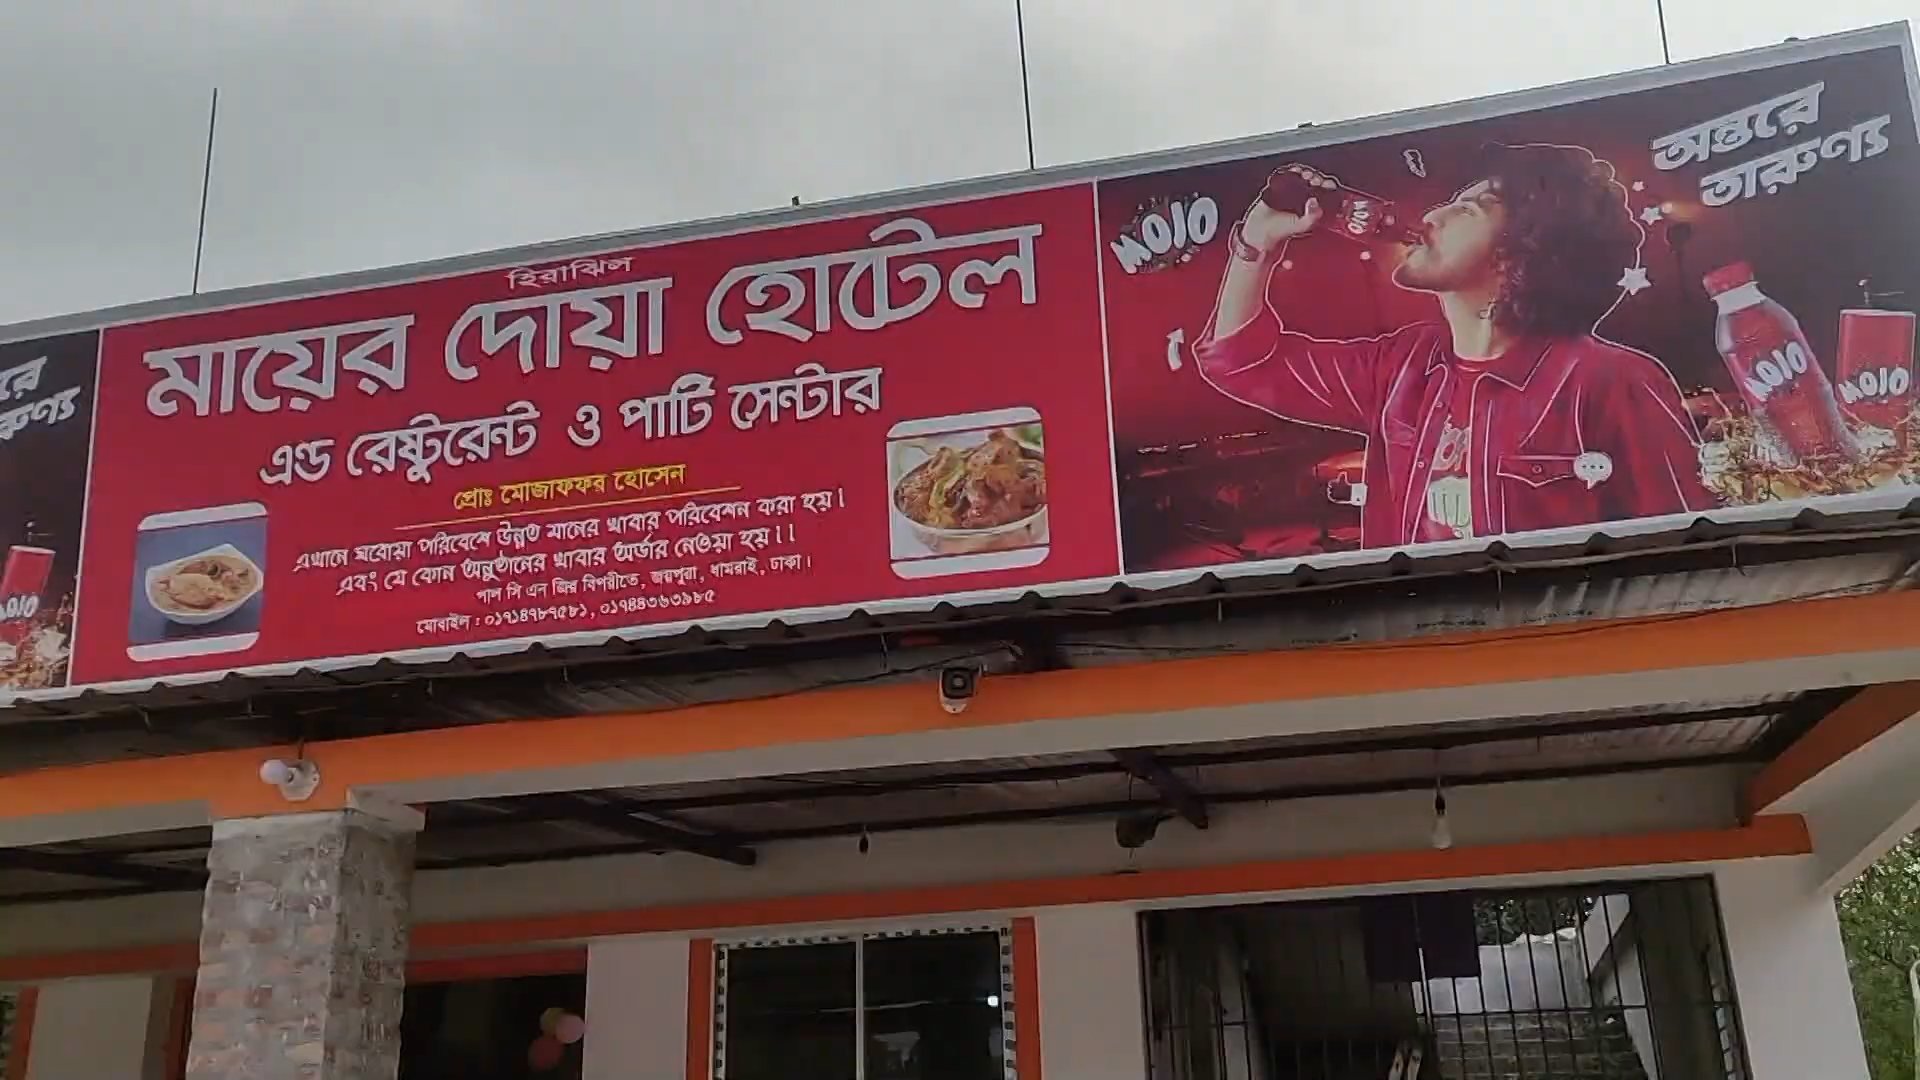 হিরাঝিল
মায়ের দোয়া হোটেল
এন্ড রেষ্টুরেন্ট ও পার্টি সেন্টার
প্রোঃ মোজাফফর হোসেন
এখানে ঘরোয়া পরিবেশে উন্নত মানের খাবার পরিবেশন করা হয়।
এবং যে কোন অনুষ্ঠানের খাবার অর্ডার নেওয়া হয়।।
পাল সি এন জির বিপরীতে, জয়পুরা, ধামরাই, ঢাকা।
মোবাইল : ০১৭১৪৭৮৭৫৮১, ০১৭৪৪৩৬৩৯৮৫
MOJO
MOJO
অন্তরে
তারুণ্য
MOJO
MOJO